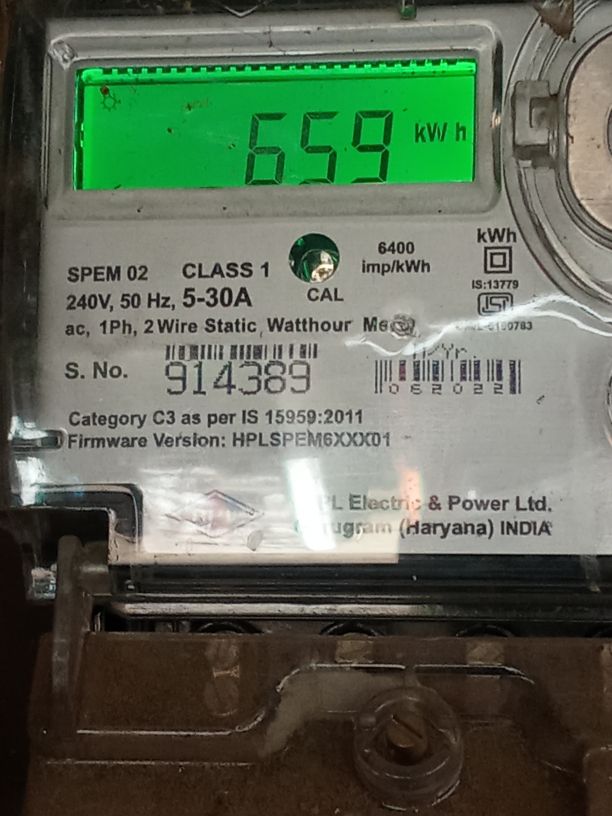 659 kWh
SPEM 02 CLASS 1
240V, 50 Hz, 5-30A
CAL
6400
imp/kWh
kWh
IS:13779
ac, 1Ph, 2 Wire Static Watthour
S. No. 914389
062022
Category C3 as per IS 15959:2011
Firmware Version: HPLSPEM6XXX01
Electric & Power Ltd.
(Haryana) INDIA